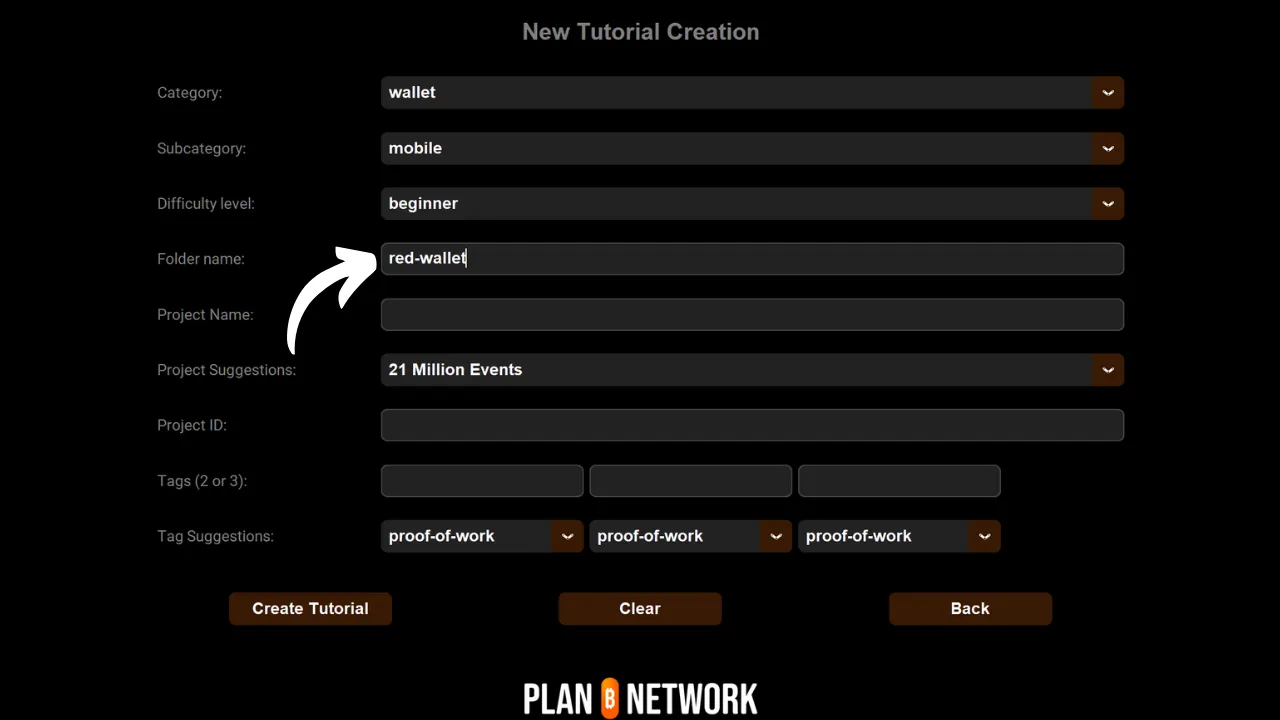 New Tutorial Creation
Category: wallet
Subcategory: mobile
Difficulty level: beginner
Folder name: red-wallet
Project Name:
Project Suggestions: 21 Million Events
Project ID:
Tags (2 or 3):
Tag Suggestions: proof-of-work proof-of-work proof-of-work
Create Tutorial Clear Back
PLAN ₿ NETWORK